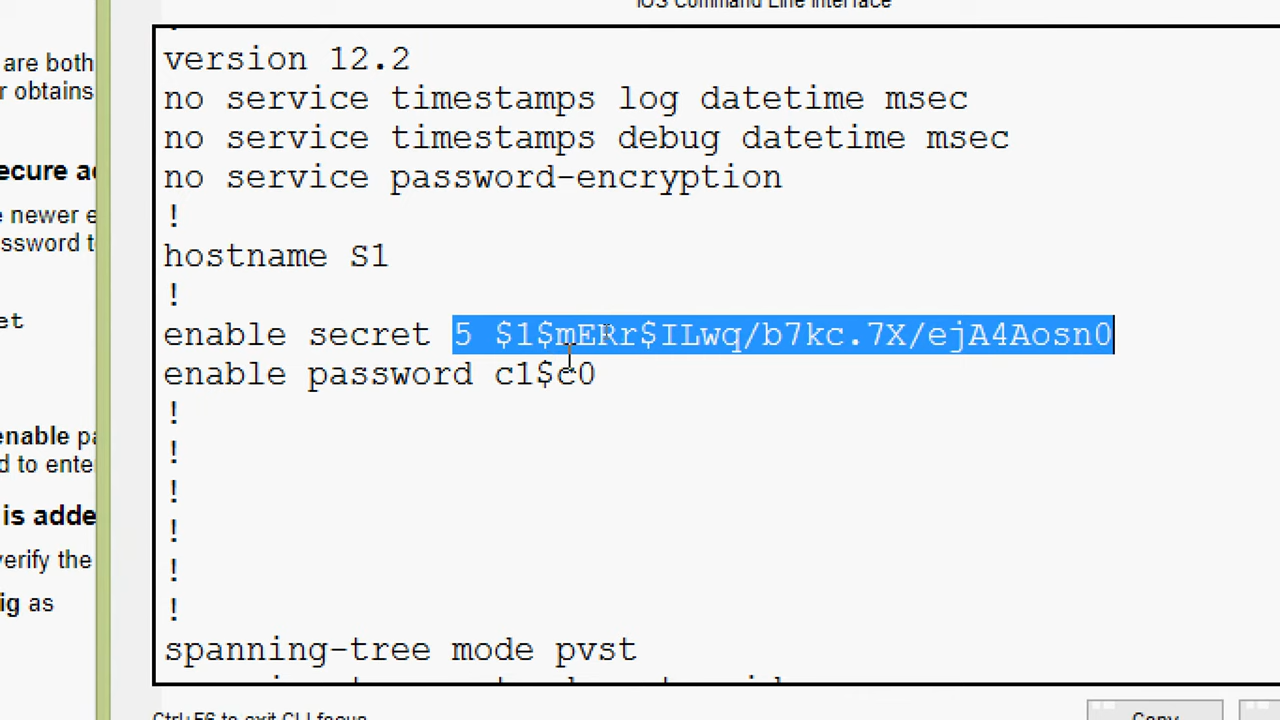 IOS Command Line Interface
are both
r obtains
ecure a
e newer e
ssword t
et
enable pa
d to ente
is adde
verify the
ig as
!
version 12.2
no service timestamps log datetime msec
no service timestamps debug datetime msec
no service password-encryption
!
hostname S1
!
enable secret 5 $1$mERr$ILwq/b7kc.7X/ejA4Aosn0
enable password c1$c0
!
!
!
!
!
!
spanning-tree mode pvst
Ctrl+F6 to exit CLI focus
Copy